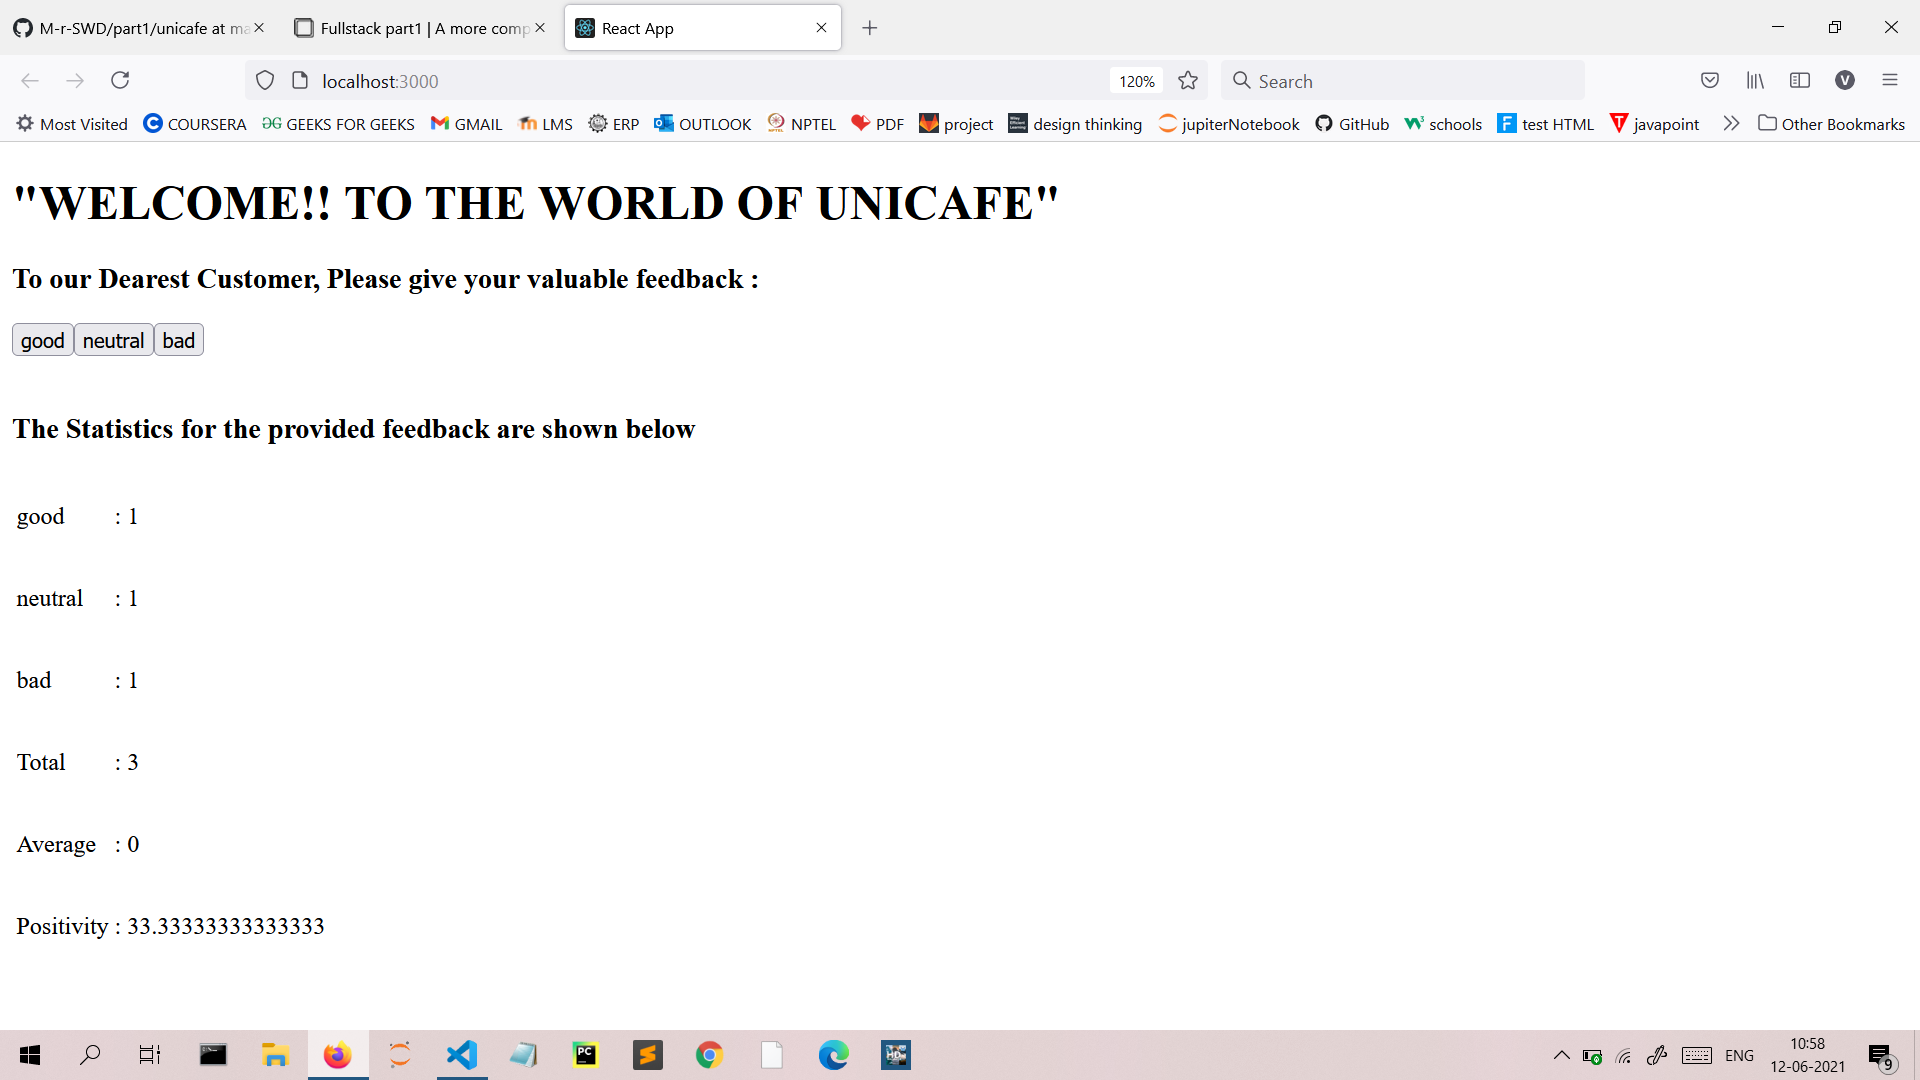 M-r-SWD/part1/unicafe at ma
Fullstack part1 | A more comp
React App
localhost:3000
120%
Search
V
Most Visited
COURSERA
GEEKS FOR GEEKS
GMAIL
LMS
ERP
OUTLOOK
NPTEL
PDF
project
design thinking
jupiterNotebook
GitHub
schools
test HTML
javapoint
Other Bookmarks
"WELCOME!! TO THE WORLD OF UNICAFE"
To our Dearest Customer, Please give your valuable feedback :
good neutral bad
The Statistics for the provided feedback are shown below
good : 1
neutral : 1
bad : 1
Total : 3
Average : 0
Positivity : 33.33333333333333
PC
ENG
10:58
12-06-2021
9